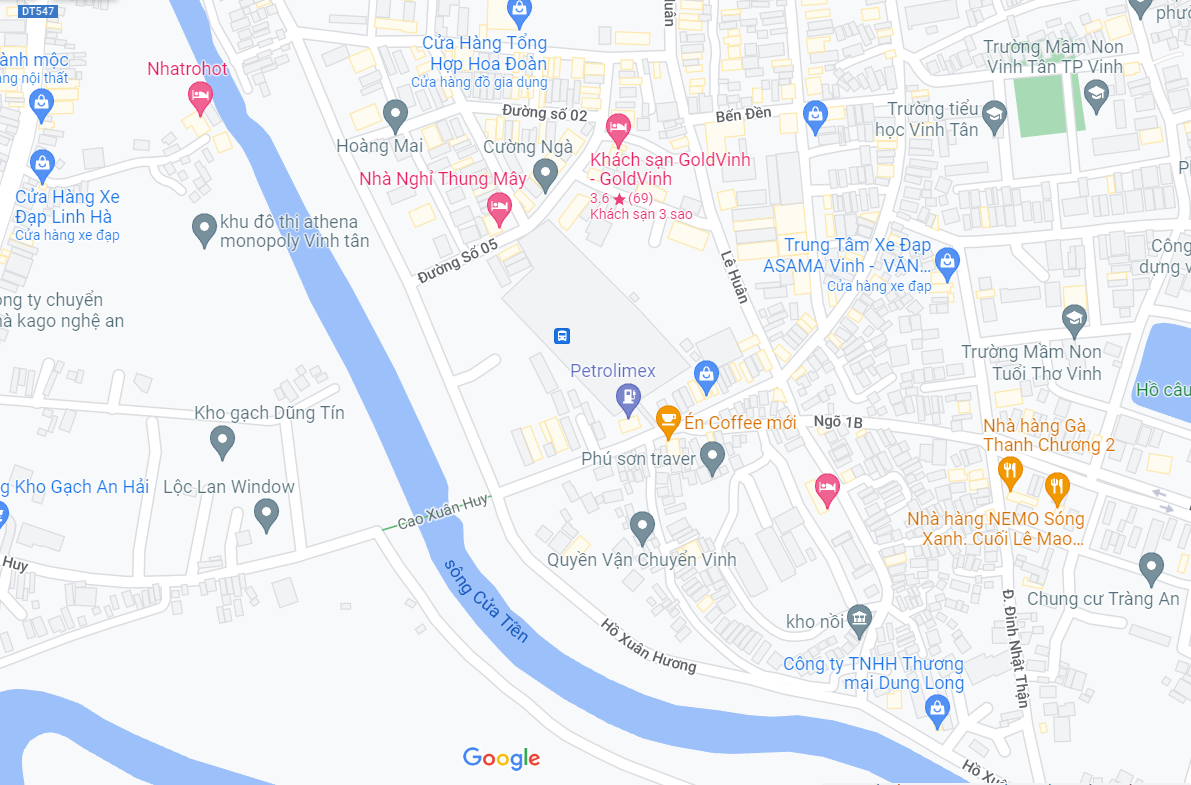 DT547
Huân
phươ
ành mộc
ng nội thất
Nhatrohot
Cửa Hàng Tổng
Hợp Hoa Đoàn
Cửa hàng đồ gia dụng
Trường Mầm Non
Vinh Tân TP Vinh
Đường số 02
Bến Đền
Trường tiểu
học Vinh Tân
Hoàng Mai
Cường Ngà
Khách sạn GoldVinh
- GoldVinh
3.6 ★ (69)
Khách sạn 3 sao
Nhà Nghỉ Thung Mây
Cửa Hàng Xe
Đạp Linh Hà
Cửa hàng xe đạp
khu đô thị athena
monopoly Vinh tân
Đường Số 05
Lê Huân
Trung Tâm Xe Đạp
ASAMA Vinh - VĂN...
Cửa hàng xe đạp
Công
dựng v
ông ty chuyển
hà kago nghệ an
Trường Mầm Non
Tuổi Thơ Vinh
Hồ câu
Petrolimex
Kho gạch Dũng Tín
Én Coffee mới
Ngõ 1B
Nhà hàng Gà
Thanh Chương 2
Phú sơn traver
g Kho Gạch An Hải
Lộc Lan Window
Cao Xuân Huy
Nhà hàng NEMO Sóng
Xanh. Cuối Lê Mao...
Quyền Vận Chuyển Vinh
Huy
sông Cửa Tiền
Chung cư Tràng An
Đ. Đinh Nhật Thận
kho nồi
Hồ Xuân Hương
Công ty TNHH Thương
mại Dung Long
Google
Hồ Xuâ